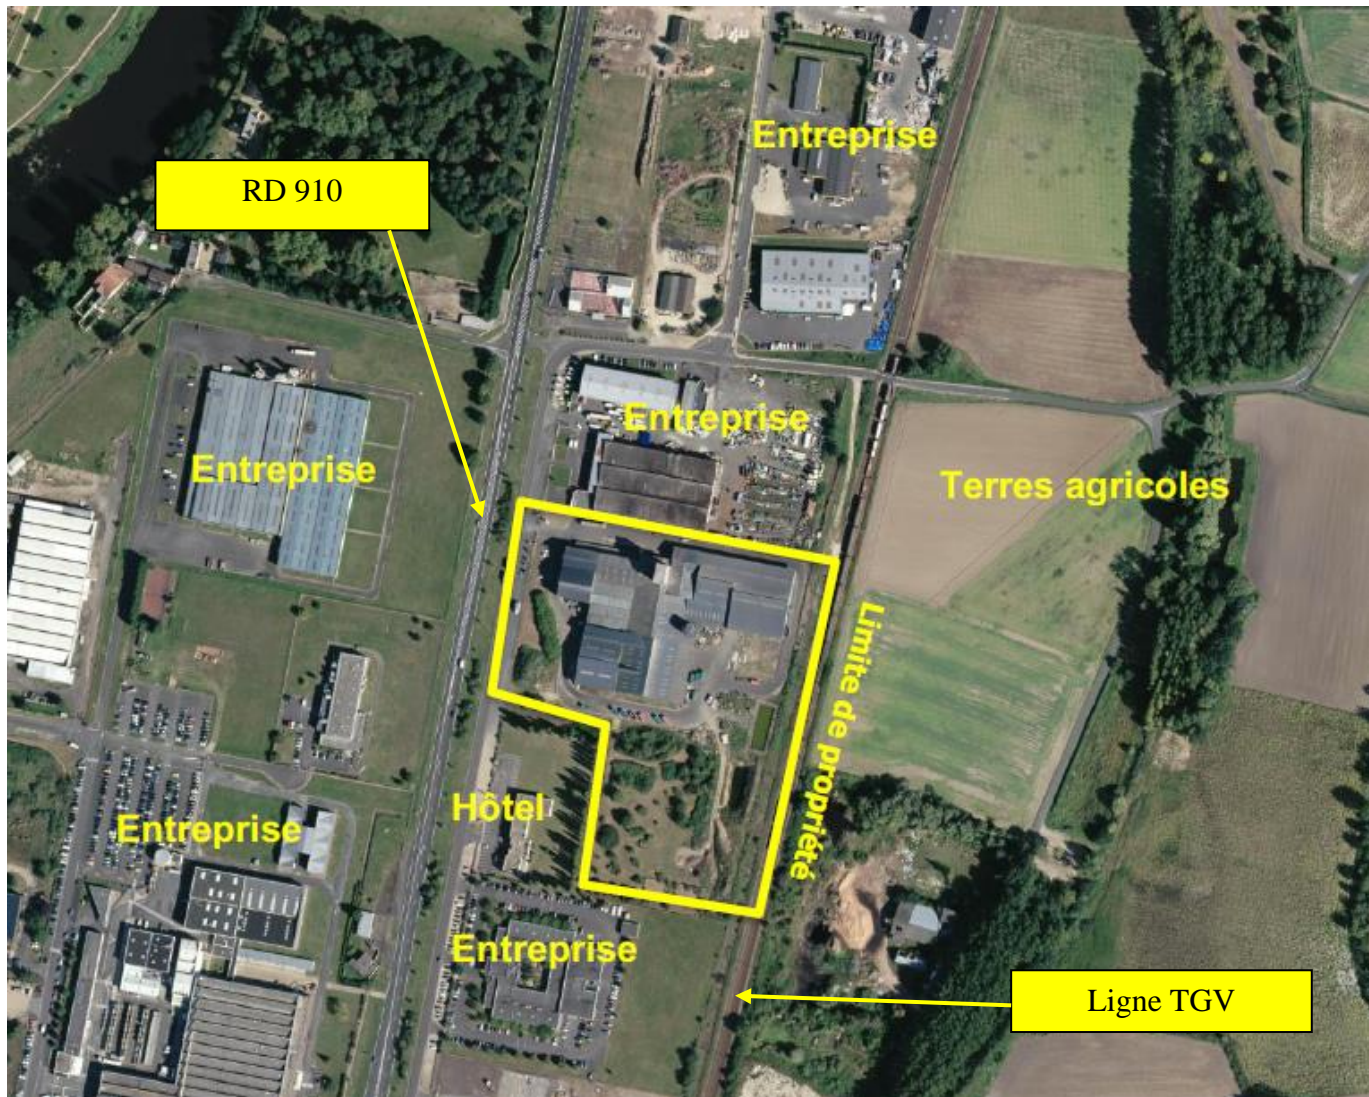 Entreprise
RD 910
Entreprise
Entreprise
Terres agricoles
Limite de propriété
Hôtel
Entreprise
Entreprise
Ligne TGV